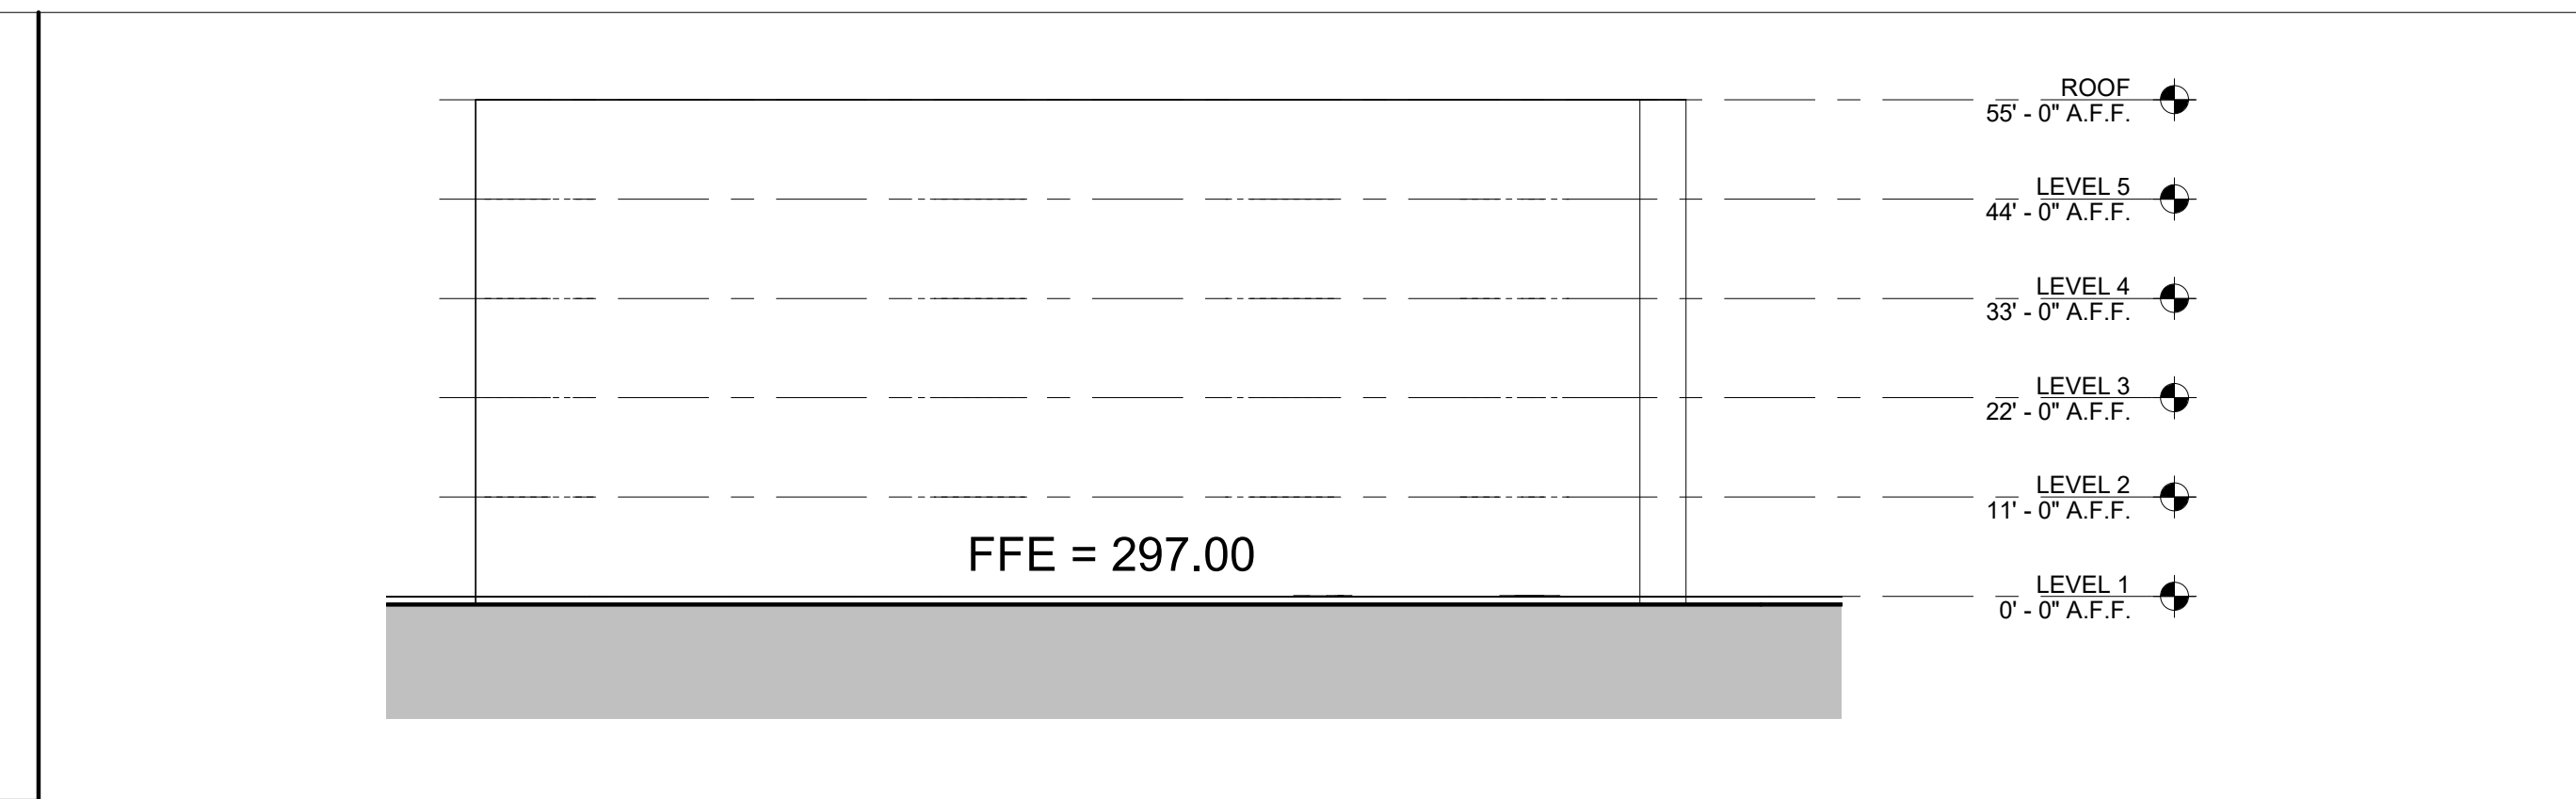 ROOF
55' - 0" A.F.F.
LEVEL 5
44' - 0" A.F.F.
LEVEL 4
33' - 0" A.F.F.
LEVEL 3
22' - 0" A.F.F.
LEVEL 2
11' - 0" A.F.F.
FFE = 297.00
LEVEL 1
0' - 0" A.F.F.